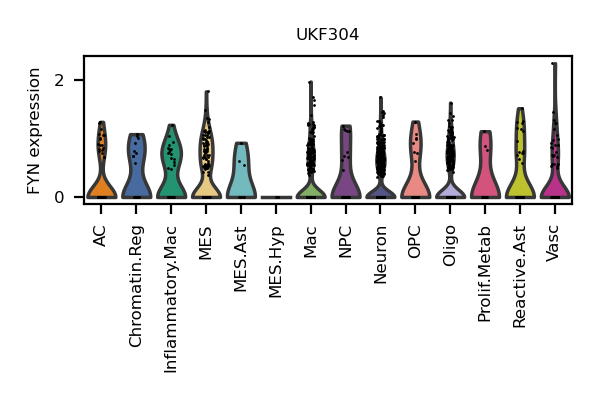 UKF304
FYN expression
2
0
AC
Chromatin.Reg
Inflammatory.Mac
MES
MES.Ast
MES.Hyp
Mac
NPC
Neuron
OPC
Oligo
Prolif.Metab
Reactive.Ast
Vasc